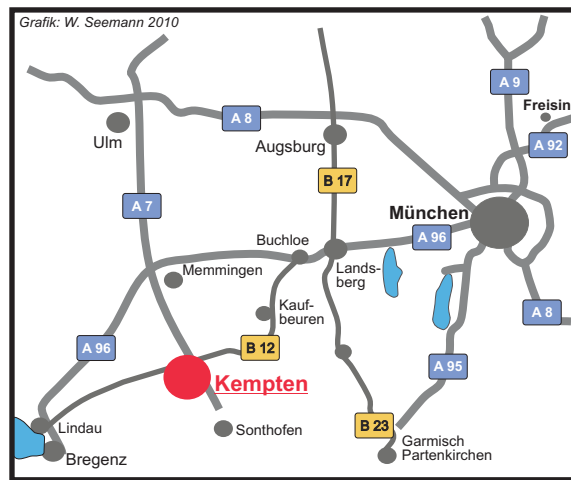 Grafik: W. Seemann 2010
A 9
Freisin
A 8
Ulm
Augsburg
A 92
B 17
A 7
München
A 96
Buchloe
Memmingen
Lands-
berg
Kauf-
beuren
A 8
A 96
B 12
A 95
Kempten
Lindau
B 23
Sonthofen
Bregenz
Garmisch
Partenkirchen